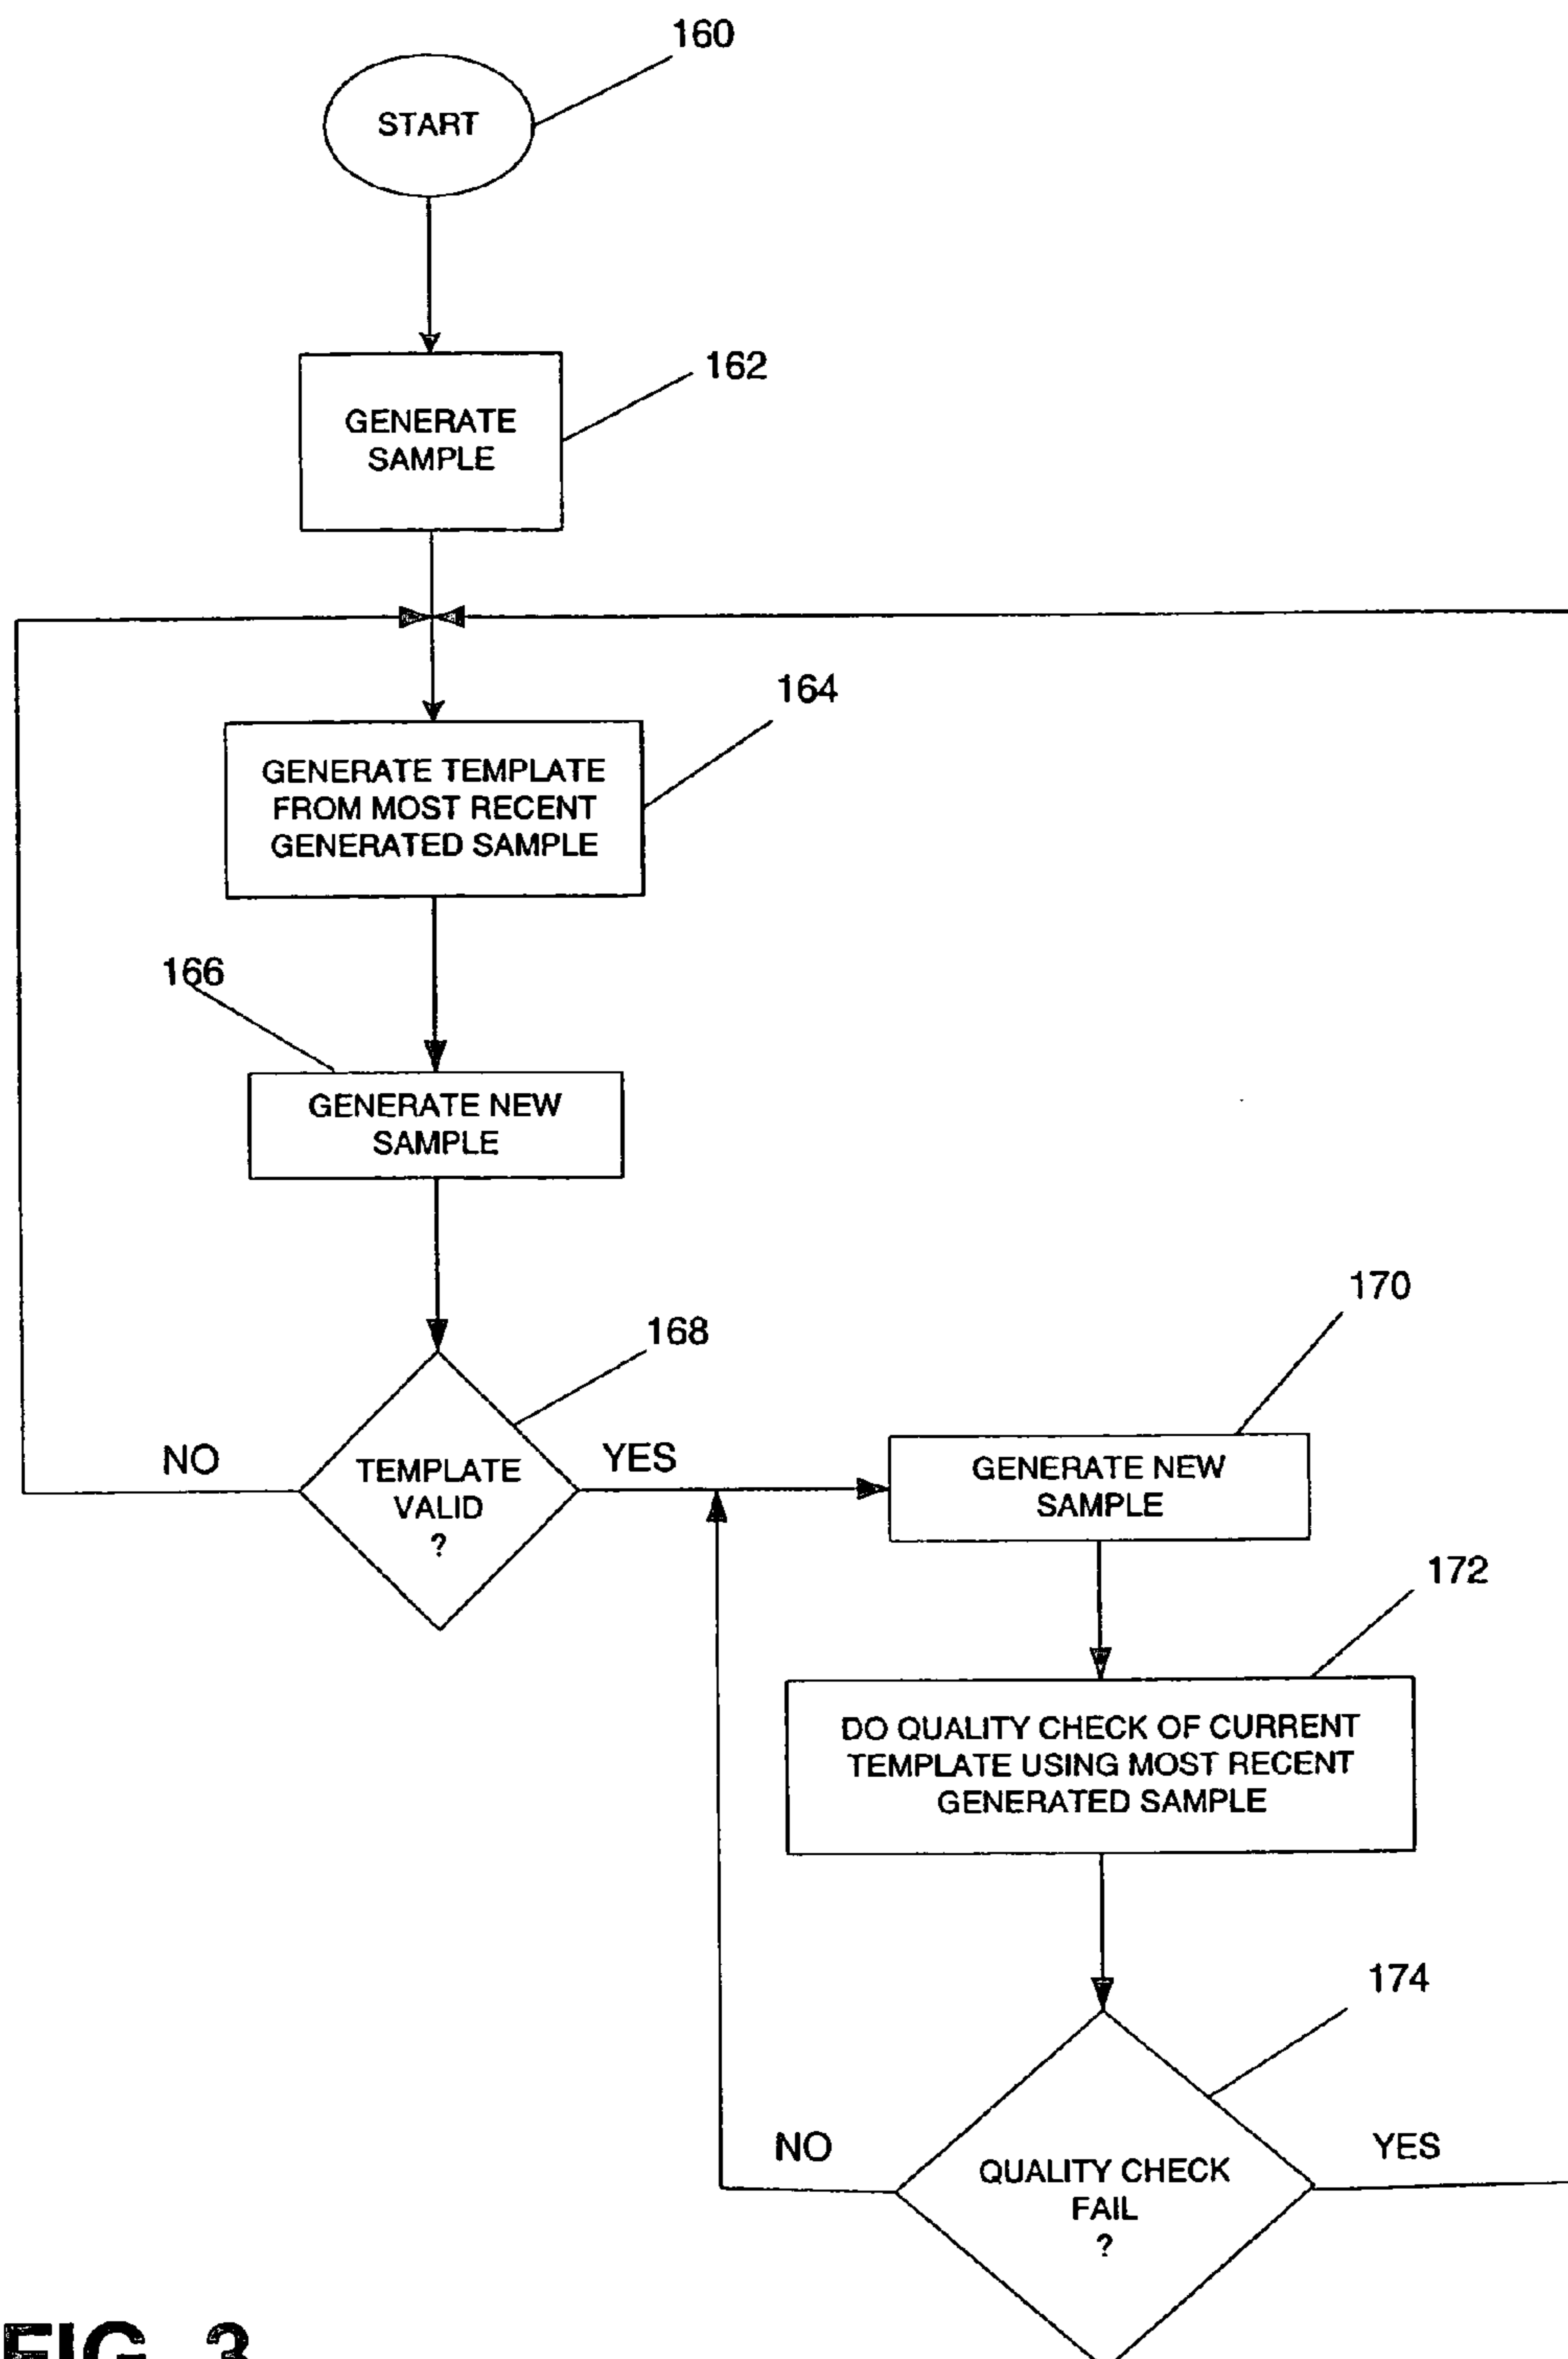 160
START
162
GENERATE
SAMPLE
164
GENERATE TEMPLATE
FROM MOST RECENT
GENERATED SAMPLE
166
GENERATE NEW
SAMPLE
168
TEMPLATE
VALID
?
NO
YES
170
GENERATE NEW
SAMPLE
172
DO QUALITY CHECK OF CURRENT
TEMPLATE USING MOST RECENT
GENERATED SAMPLE
174
QUALITY CHECK
FAIL
?
NO
YES
FIG. 3